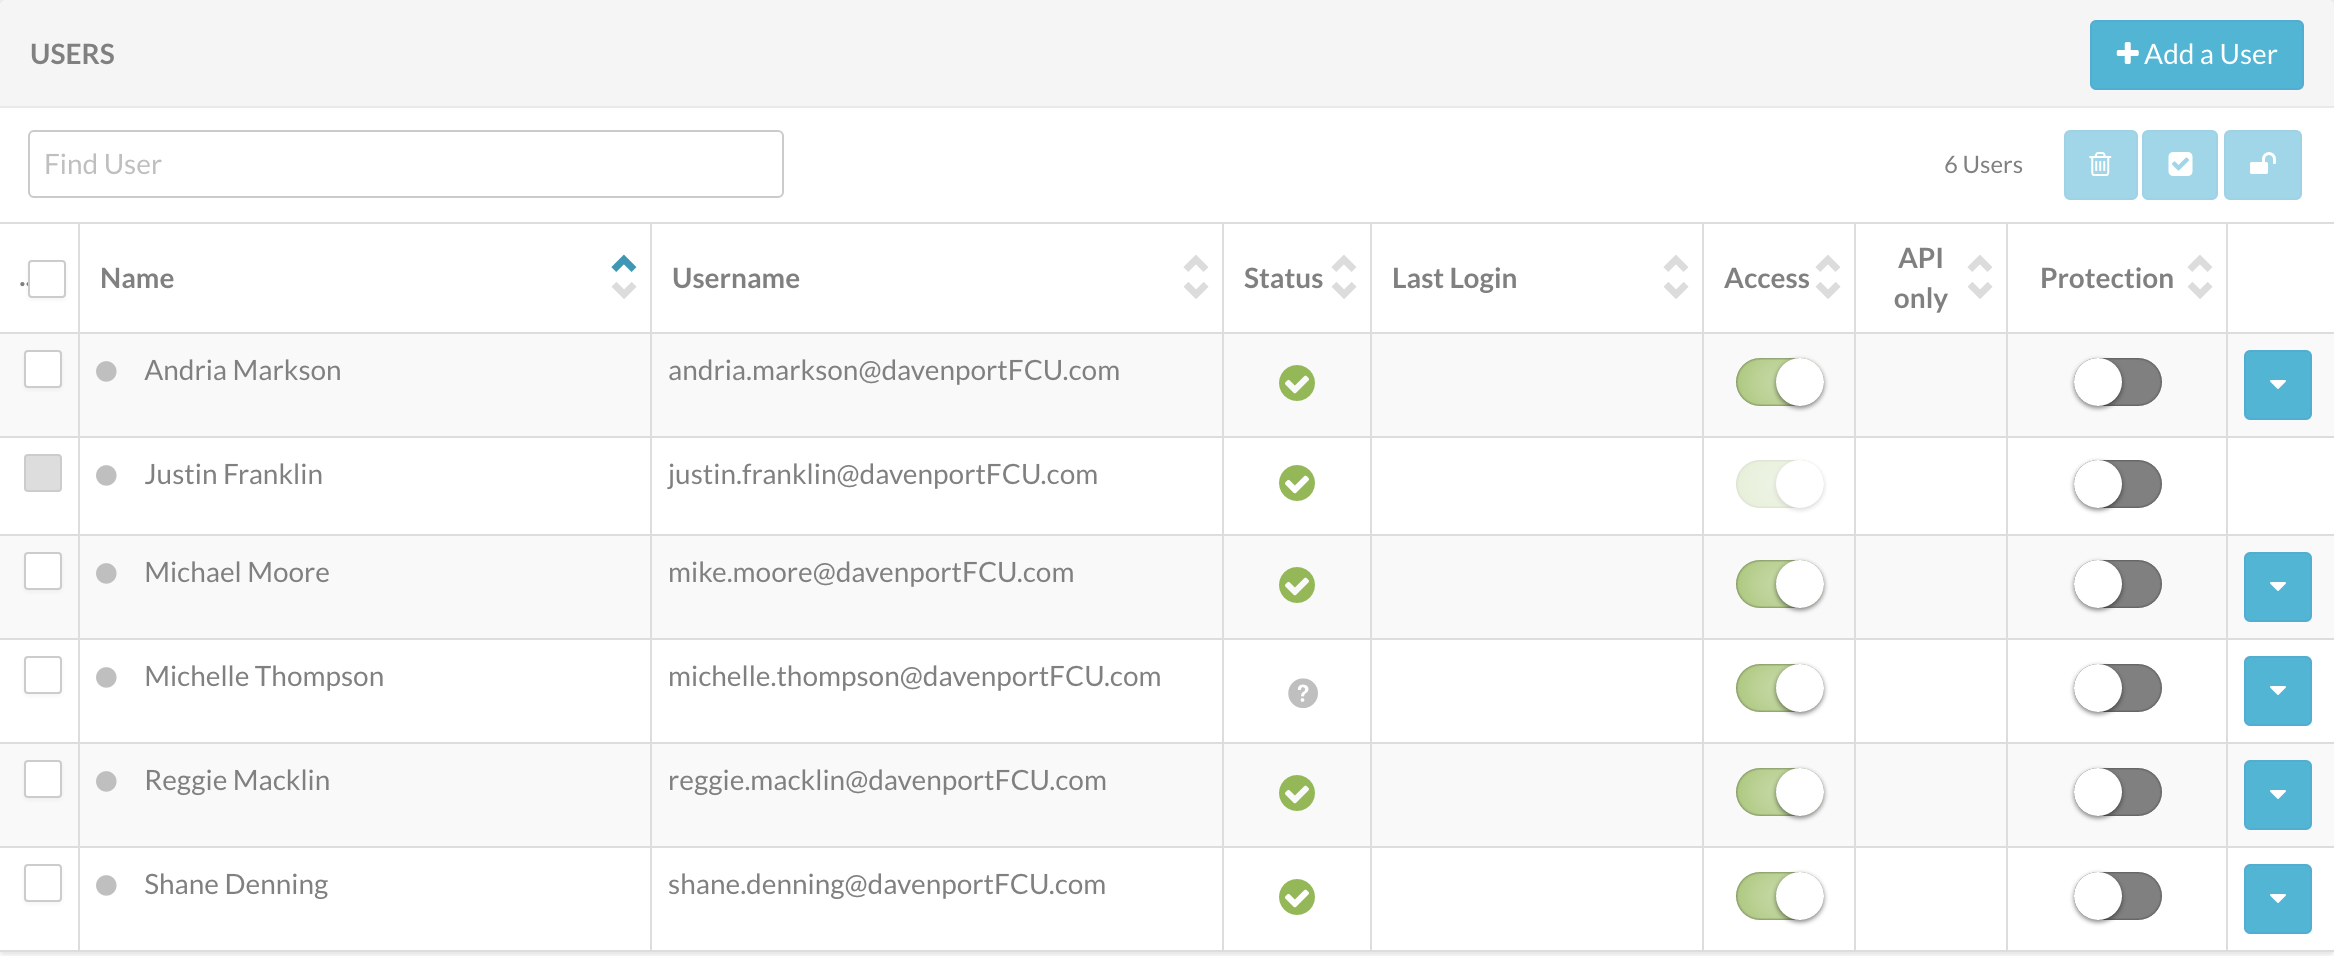 USERS
Add a User
Find User
6 Users
.. Name Username Status Last Login Access API only Protection
Andria Markson andria.markson@davenportFCU.com
Justin Franklin justin.franklin@davenportFCU.com
Michael Moore mike.moore@davenportFCU.com
Michelle Thompson michelle.thompson@davenportFCU.com ?
Reggie Macklin reggie.macklin@davenportFCU.com
Shane Denning shane.denning@davenportFCU.com